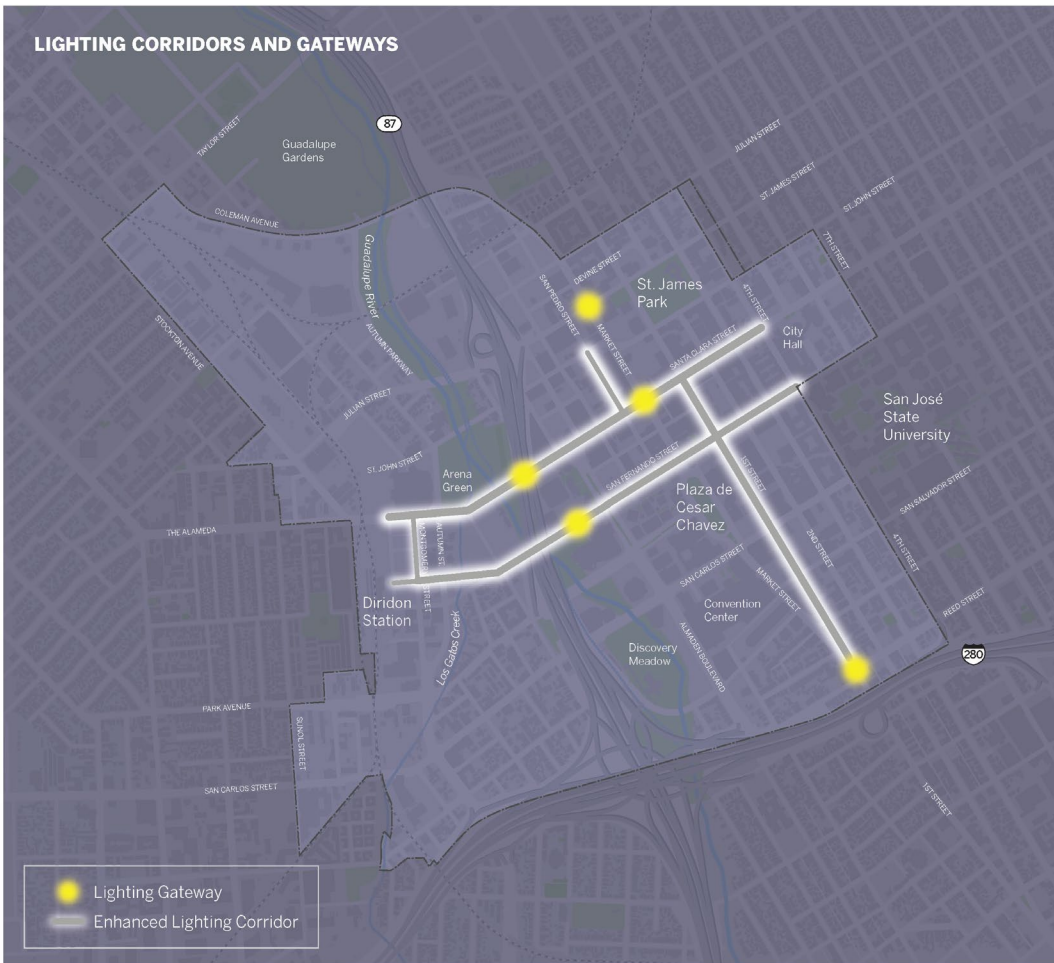 LIGHTING CORRIDORS AND GATEWAYS
87
TAYLOR STREET
Guadalupe
Gardens
JULIAN STREET
ST. JAMES STREET
ST. JOHN STREET
COLEMAN AVENUE
7TH STREET
Guadalupe River
DEVINE STREET
SAN PEDRO STREET
St. James
Park
4TH STREET
STOCKTON AVENUE
AUTUMN PARKWAY
MARKET STREET
SANTA CLARA STREET
City
Hall
JULIAN STREET
San José
State
University
ST. JOHN STREET
Arena
Green
SAN FERNANDO STREET
1ST STREET
Plaza de
Cesar
Chavez
SAN SALVADOR STREET
THE ALAMEDA
MONTGOMERY STREET
AUTUMN ST.
2ND STREET
4TH STREET
SAN CARLOS STREET
MARKET STREET
REED STREET
Diridon
Station
Convention
Center
Los Gatos Creek
Discovery
Meadow
ALMADEN BOULEVARD
280
PARK AVENUE
SUNOL STREET
SAN CARLOS STREET
1ST STREET
Lighting Gateway
Enhanced Lighting Corridor